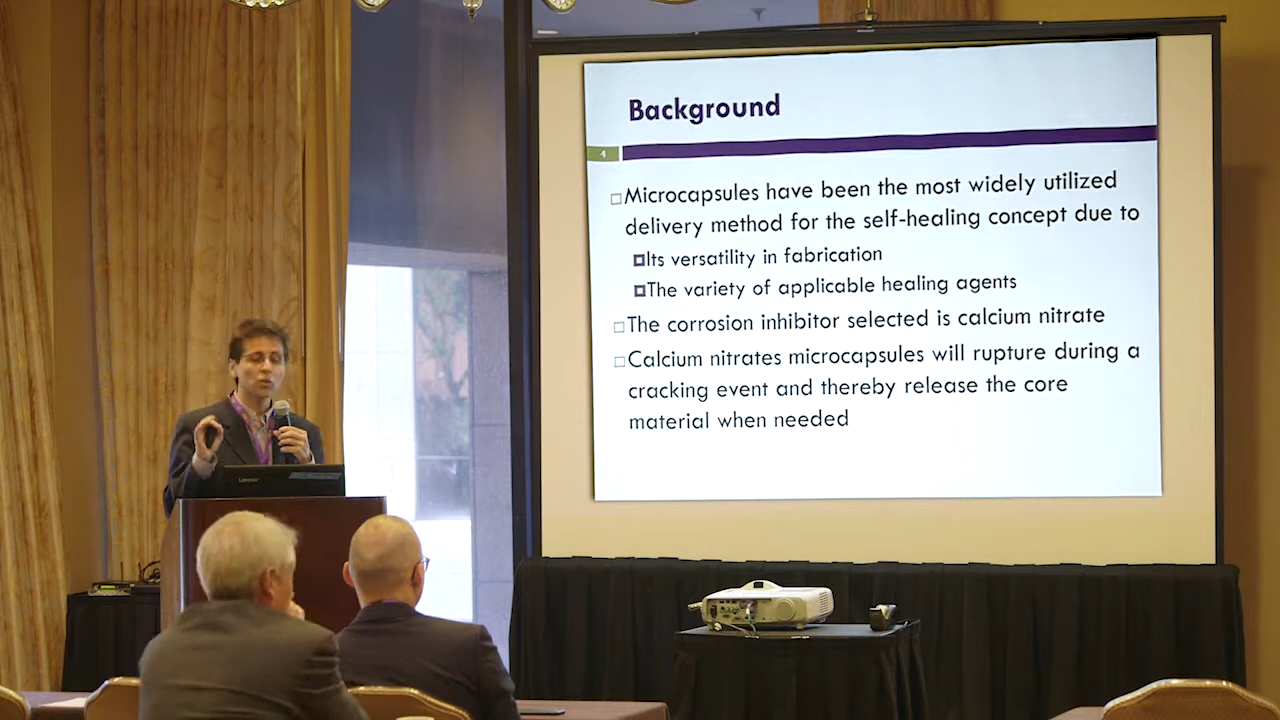 Background
4
Microcapsules have been the most widely utilized
delivery method for the self-healing concept due to
Its versatility in fabrication
The variety of applicable healing agents
The corrosion inhibitor selected is calcium nitrate
Calcium nitrates microcapsules will rupture during a
cracking event and thereby release the core
material when needed
Lenovo